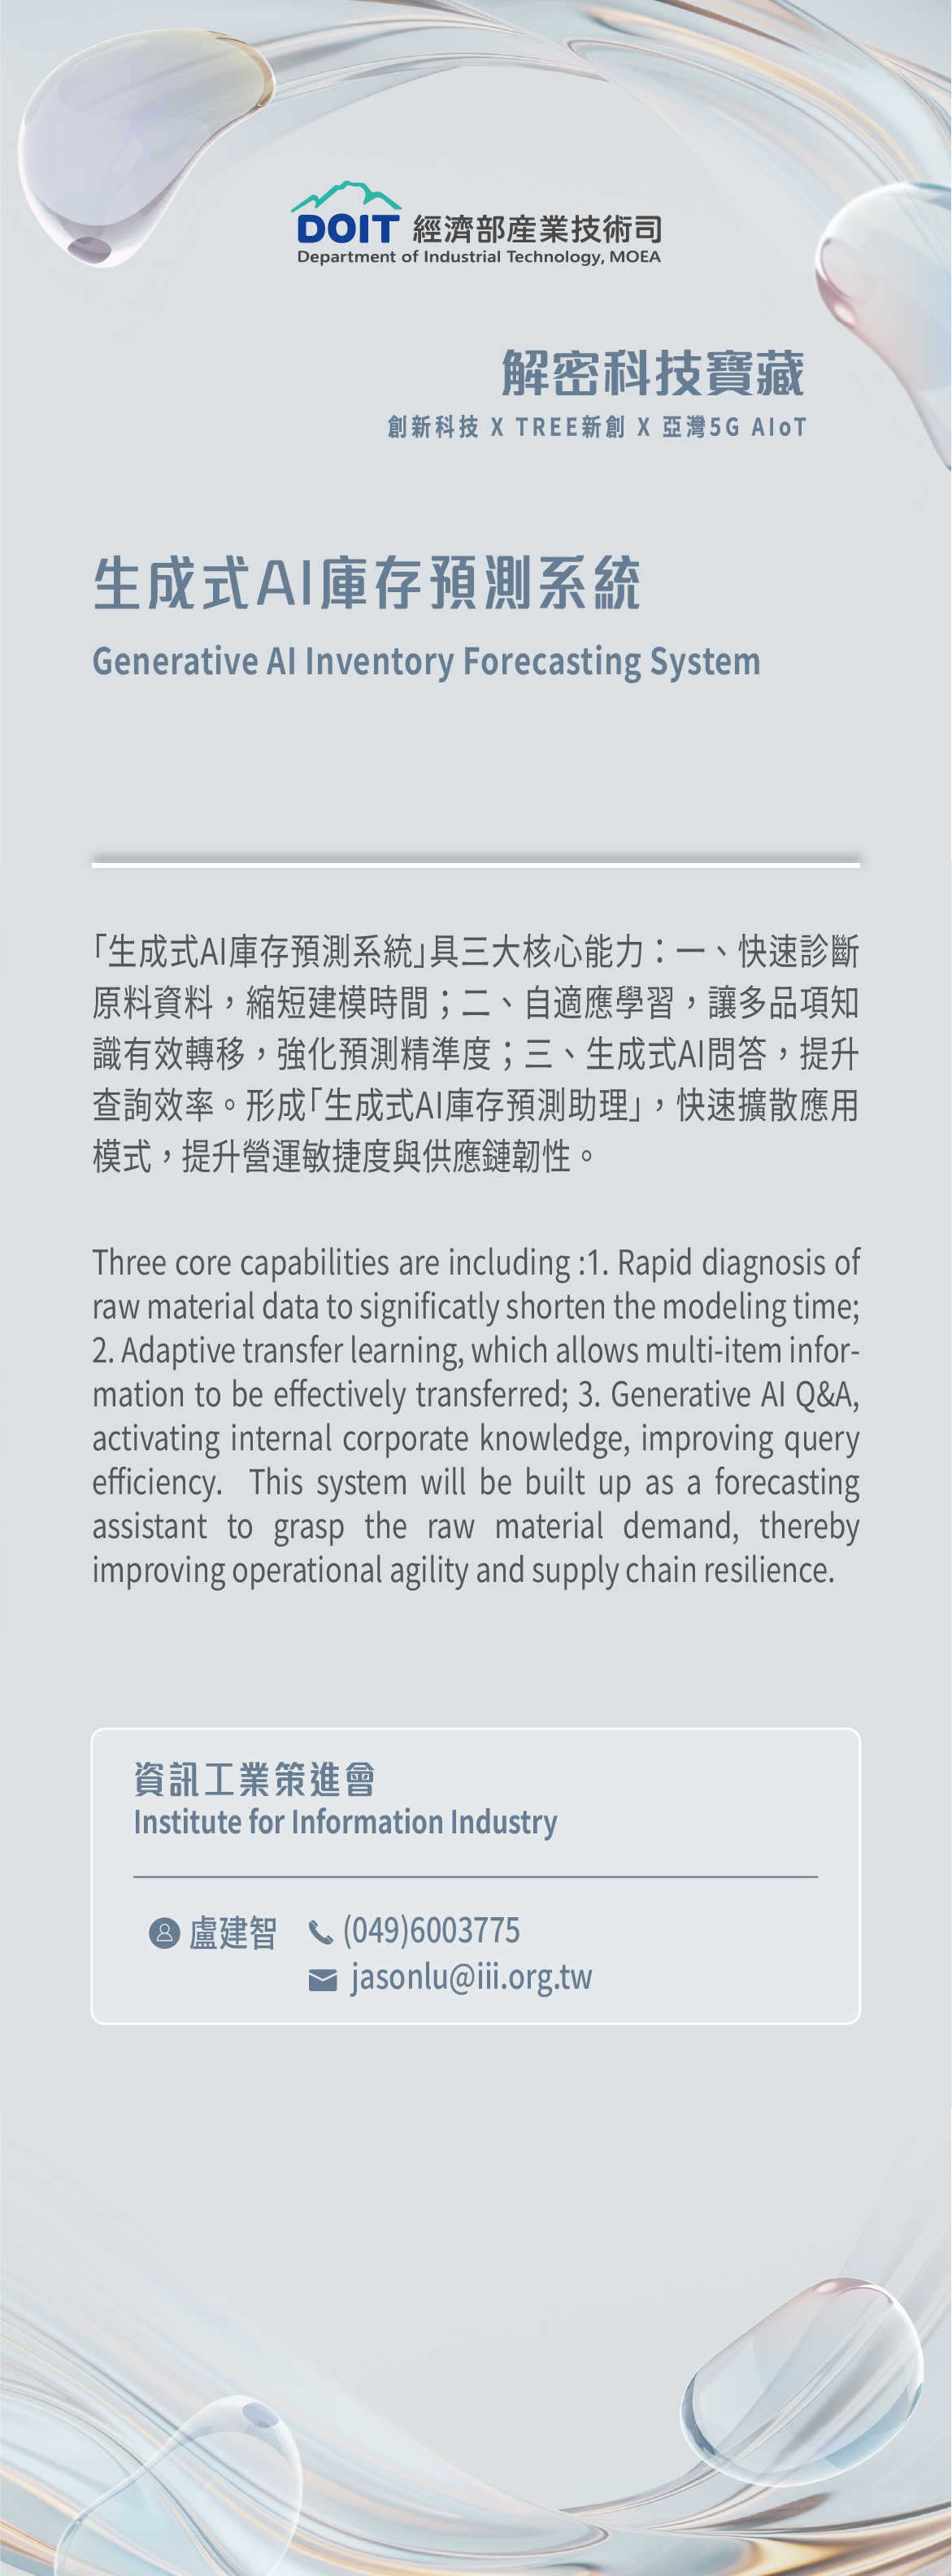 DOIT 經濟部產業技術司
Department of Industrial Technology, MOEA
解密科技寶藏
創新科技 X TREE新創 X 亞灣5G AIoT
生成式AI庫存預測系統
Generative AI Inventory Forecasting System
「生成式AI庫存預測系統」具三大核心能力：一、快速診斷
原料資料，縮短建模時間；二、自適應學習，讓多品項知
識有效轉移，強化預測精準度；三、生成式AI問答，提升
查詢效率。形成「生成式AI庫存預測助理」，快速擴散應用
模式，提升營運敏捷度與供應鏈韌性。
Three core capabilities are including :1. Rapid diagnosis of
raw material data to significatly shorten the modeling time;
2. Adaptive transfer learning, which allows multi-item infor-
mation to be effectively transferred; 3. Generative AI Q&A,
activating internal corporate knowledge, improving query
efficiency.  This system will be built up as a forecasting
assistant to grasp the raw material demand, thereby
improving operational agility and supply chain resilience.
資訊工業策進會
Institute for Information Industry
盧建智 (049)6003775
jasonlu@iii.org.tw